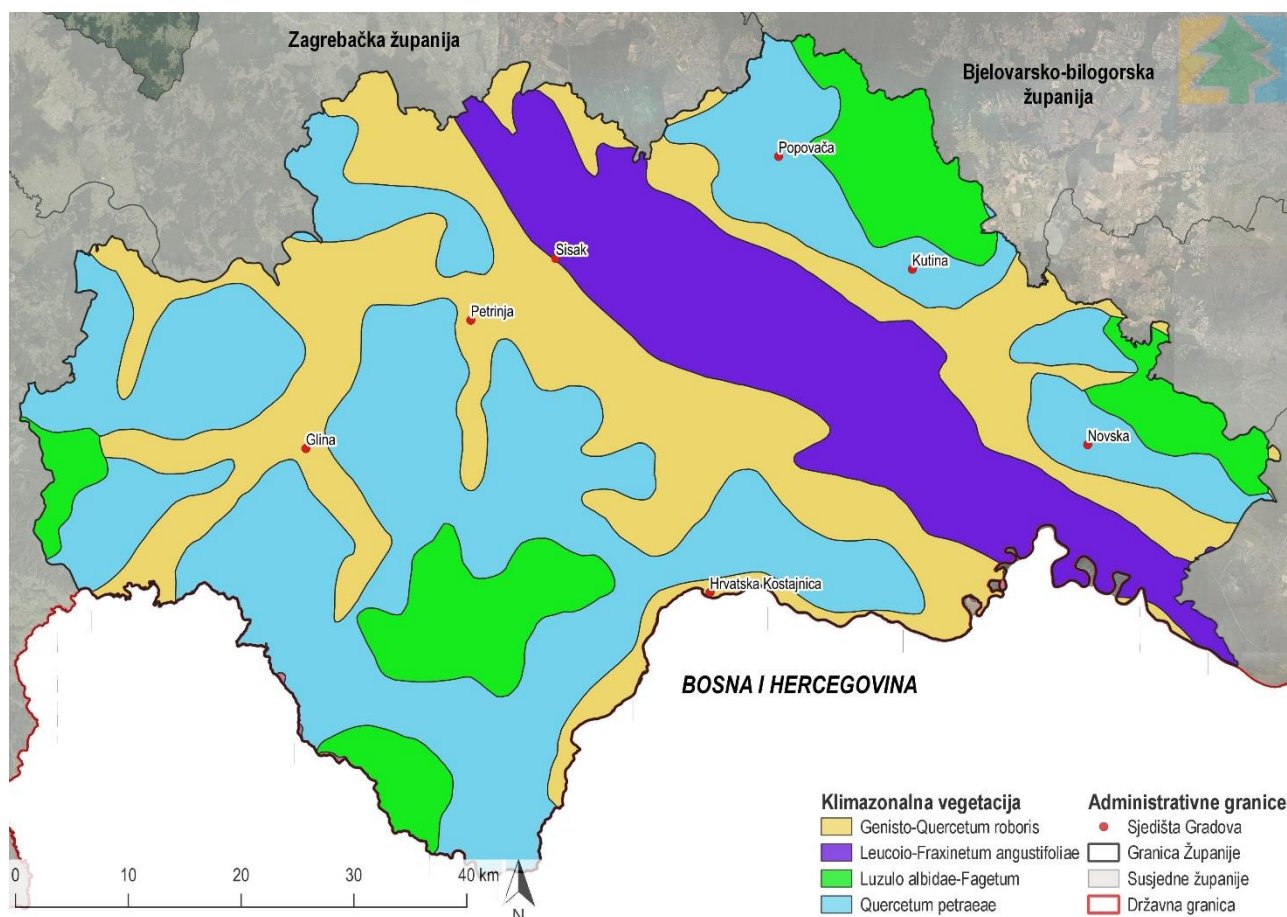 Zagrebačka županija
Bjelovarsko-bilogorska
županija
Popovača
Sisak
Kutina
Petrinja
Glina
Novska
Hrvatska Kostajnica
BOSNA I HERCEGOVINA
Klimazonalna vegetacija
Genisto-Quercetum roboris
Leucoio-Fraxinetum angustifoliae
Luzulo albidae-Fagetum
Quercetum petraeae
Administrativne granice
Sjedišta Gradova
Granica Županije
Susjedne županije
Državna granica
0 10 20 30 40 km
N